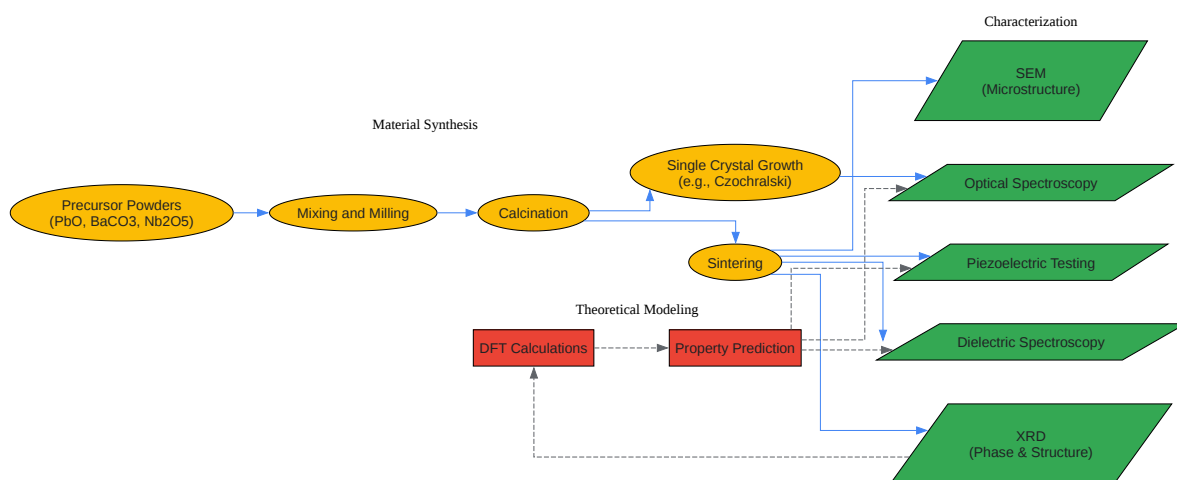 Characterization
SEM
(Microstructure)
Material Synthesis
Single Crystal Growth
(e.g., Czochralski)
Optical Spectroscopy
Precursor Powders
(PbO, BaCO3, Nb2O5)
Mixing and Milling
Calcination
Sintering
Piezoelectric Testing
Theoretical Modeling
DFT Calculations
Property Prediction
Dielectric Spectroscopy
XRD
(Phase & Structure)